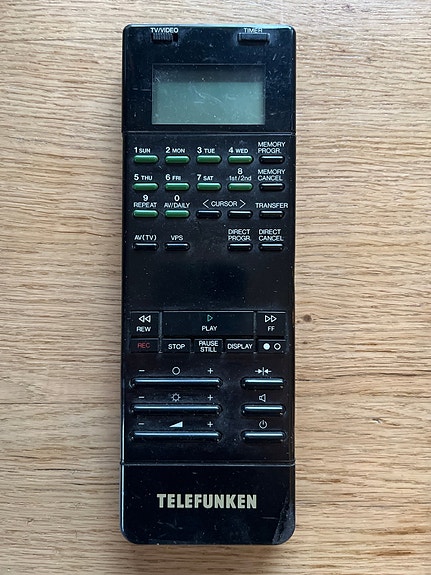 TV/VIDEO TIMER
1 SUN 2 MON 3 TUE 4 WED MEMORY PROGR.
5 THU 6 FRI 7 SAT 8 1st/2nd MEMORY CANCEL
9 REPEAT 0 AV/DAILY < CURSOR > TRANSFER
AV(TV) VPS DIRECT PROGR. DIRECT CANCEL
REW PLAY FF
REC STOP PAUSE STILL DISPLAY
- +
- +
- +
TELEFUNKEN